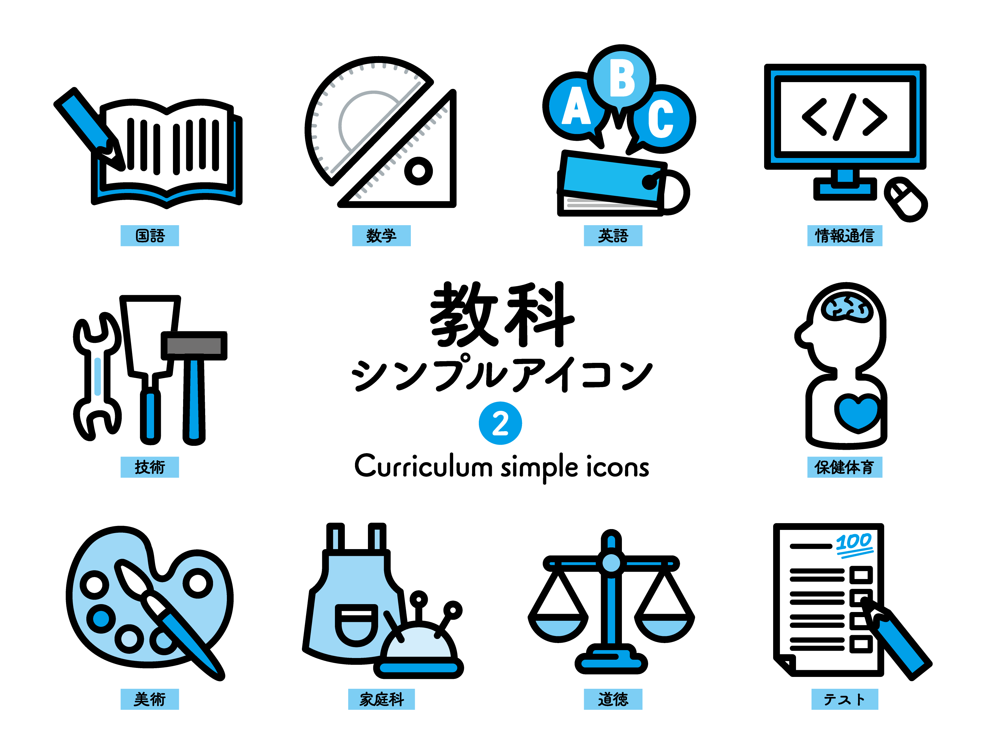 A
B
C
</>
国語
数学
英語
情報通信
教科
シンプルアイコン
2
Curriculum simple icons
技術
保健体育
100
美術
家庭科
道徳
テスト